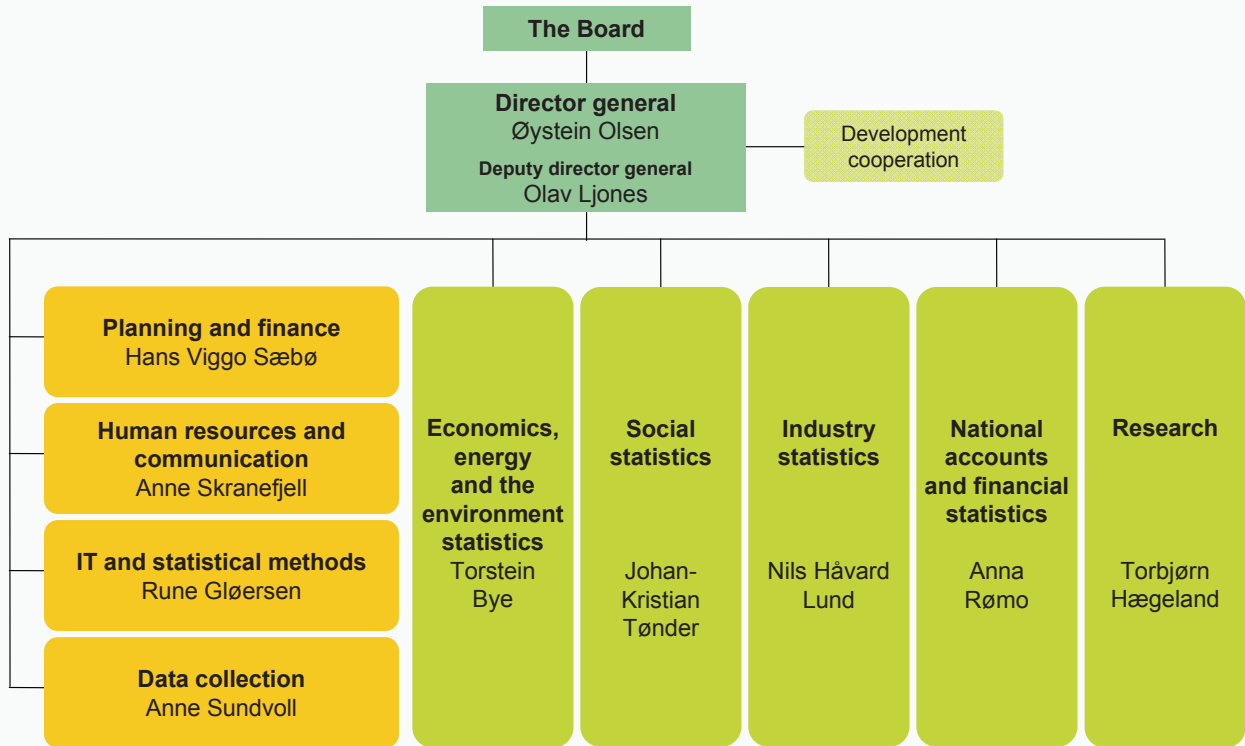 The Board
Director general
Øystein Olsen
Deputy director general
Olav Ljones
Development
cooperation
Planning and finance
Hans Viggo Sæbø
Human resources and
communication
Anne Skranefjell
IT and statistical methods
Rune Gløersen
Data collection
Anne Sundvoll
Economics,
energy
and the
environment
statistics
Torstein
Bye
Social
statistics
Johan-
Kristian
Tønder
Industry
statistics
Nils Håvard
Lund
National
accounts
and financial
statistics
Anna
Rømo
Research
Torbjørn
Hægeland